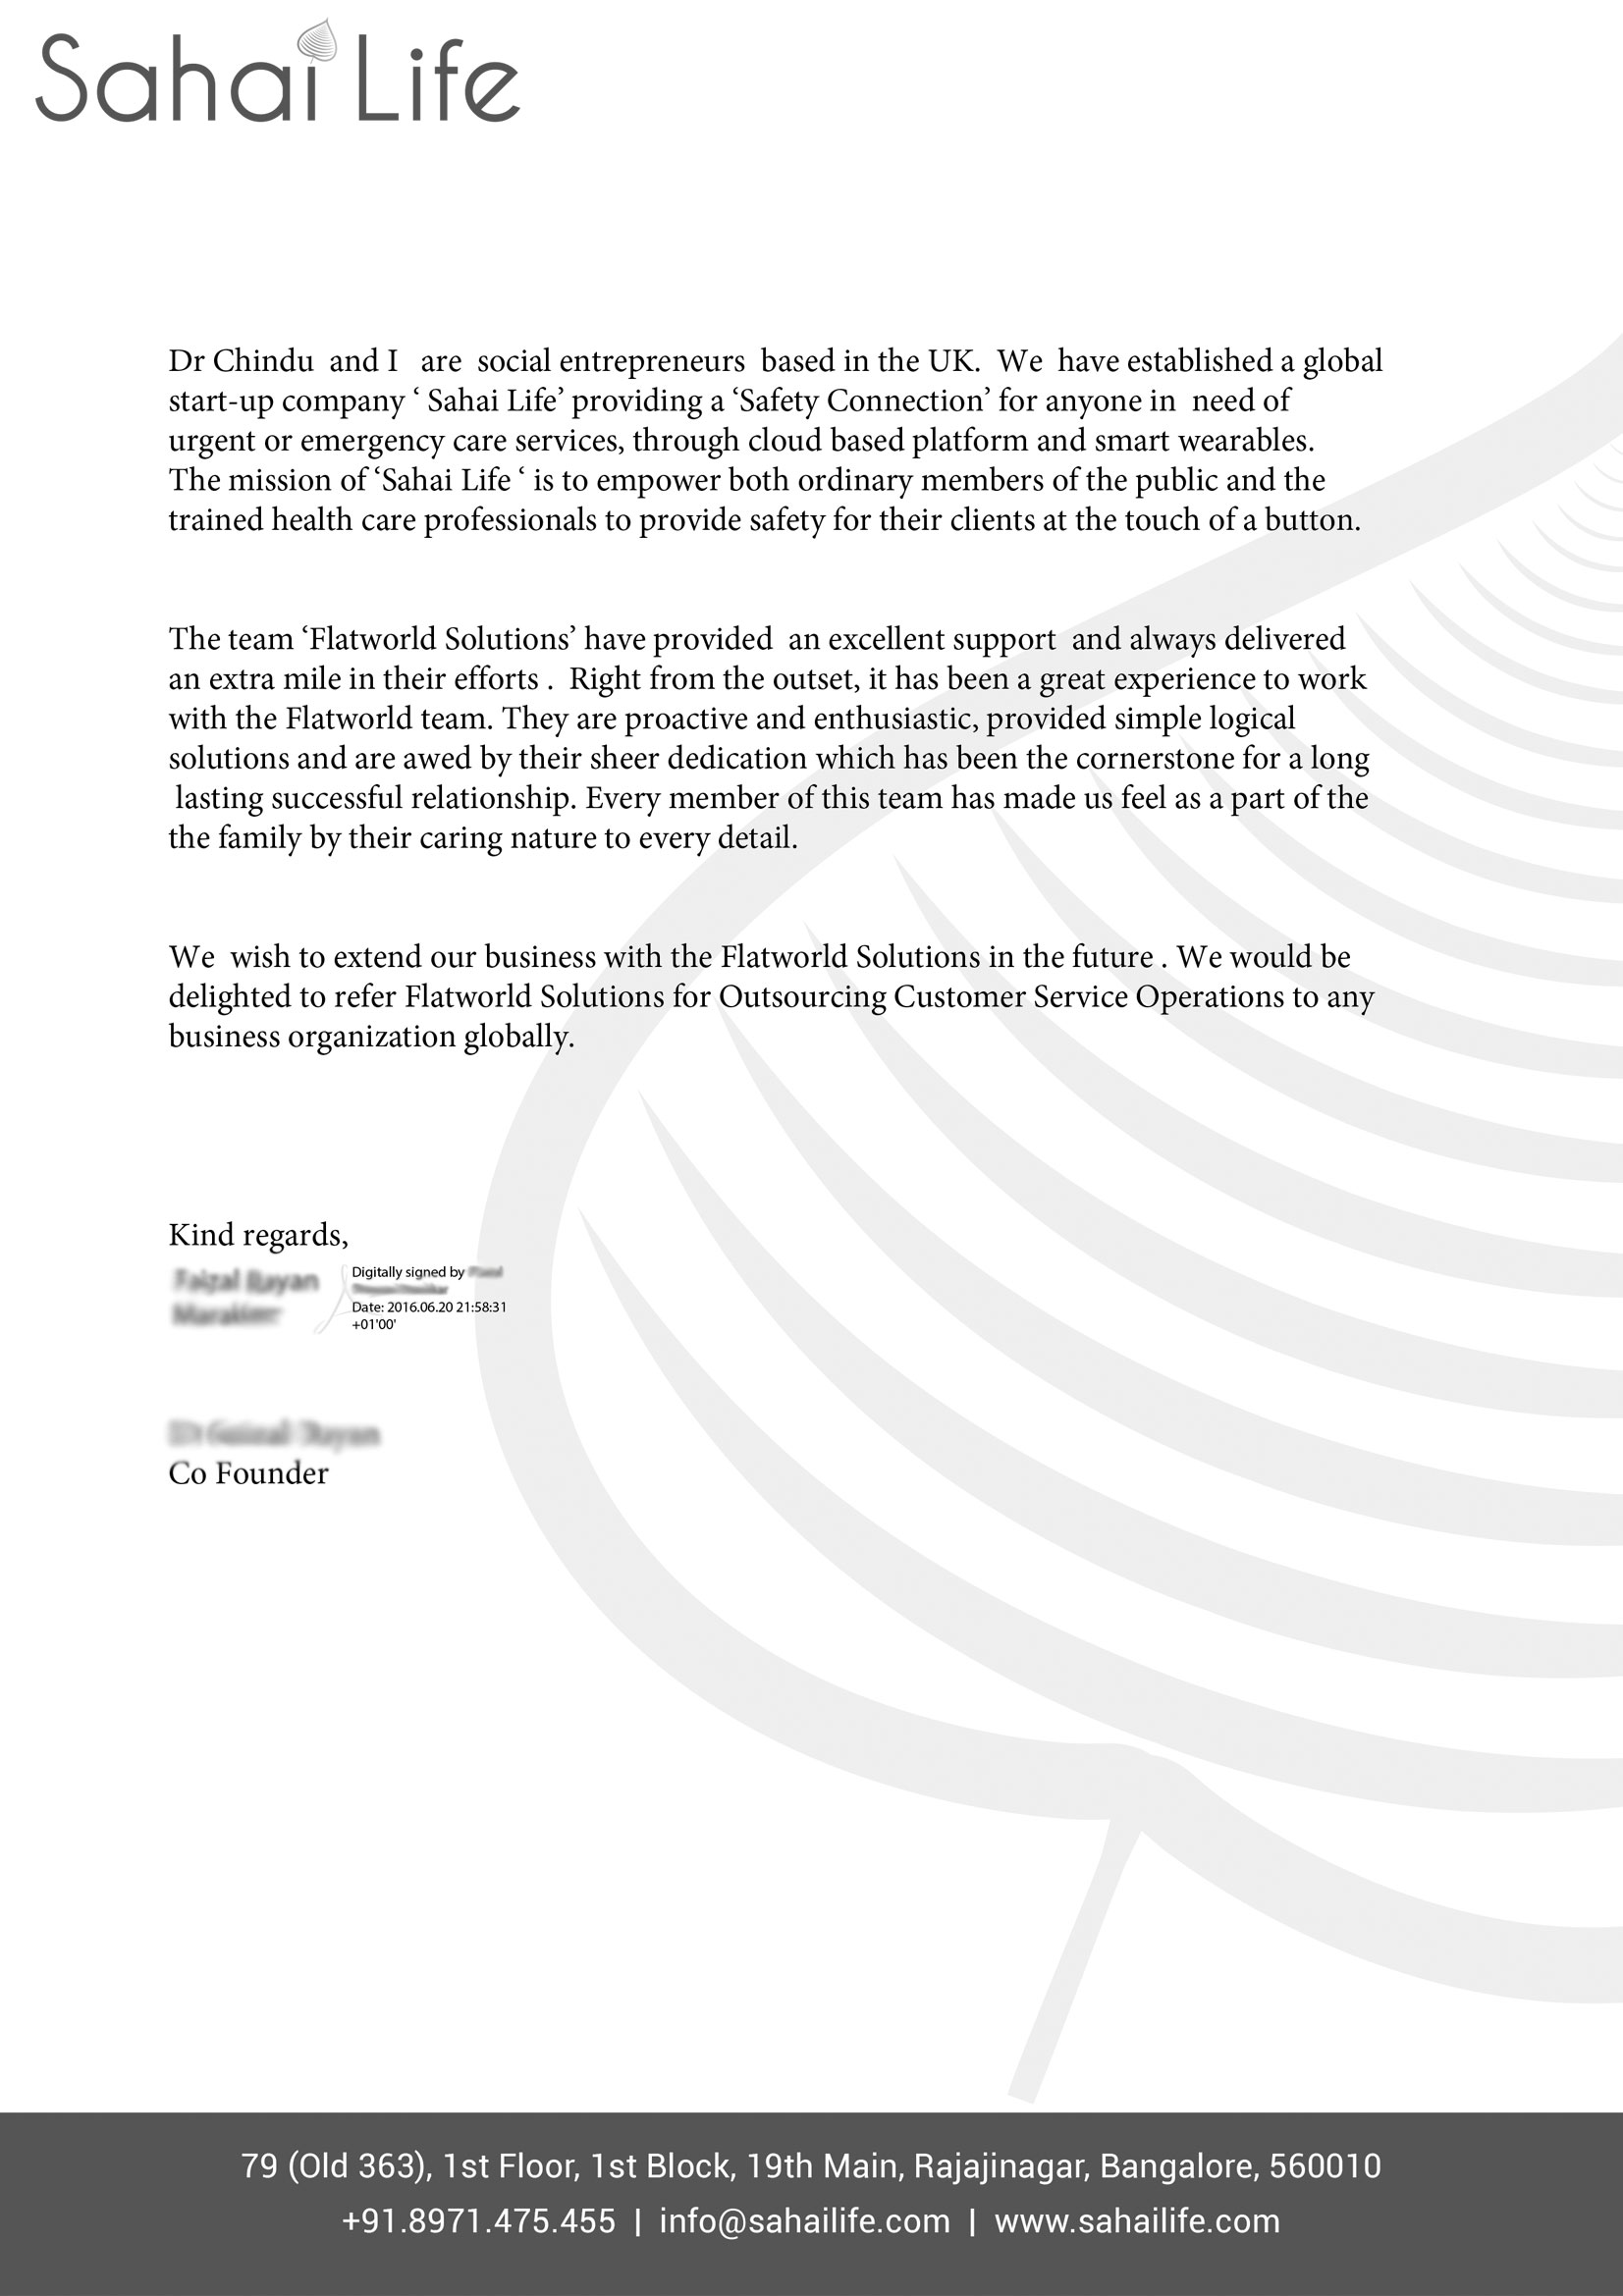 Sahai Life
Dr Chindu and I are social entrepreneurs based in the UK. We have established a global
start-up company ‘ Sahai Life’ providing a ‘Safety Connection’ for anyone in need of
urgent or emergency care services, through cloud based platform and smart wearables.
The mission of ‘Sahai Life ‘ is to empower both ordinary members of the public and the
trained health care professionals to provide safety for their clients at the touch of a button.
The team ‘Flatworld Solutions’ have provided an excellent support and always delivered
an extra mile in their efforts . Right from the outset, it has been a great experience to work
with the Flatworld team. They are proactive and enthusiastic, provided simple logical
solutions and are awed by their sheer dedication which has been the cornerstone for a long
lasting successful relationship. Every member of this team has made us feel as a part of the
the family by their caring nature to every detail.
We wish to extend our business with the Flatworld Solutions in the future . We would be
delighted to refer Flatworld Solutions for Outsourcing Customer Service Operations to any
business organization globally.
Kind regards,
Digitally signed by
Date: 2016.06.20 21:58:31
+01'00'
Co Founder
79 (Old 363), 1st Floor, 1st Block, 19th Main, Rajajinagar, Bangalore, 560010
+91.8971.475.455 | info@sahailife.com | www.sahailife.com